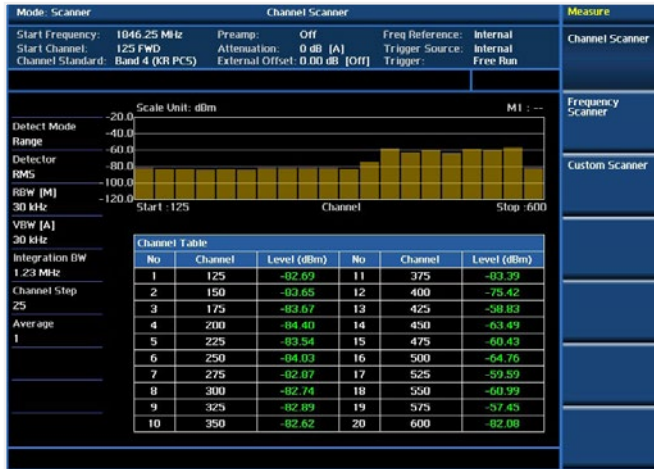 Mode: Scanner Channel Scanner Measure
Start Frequency: 1046.25 MHz Preamp: Off Freq Reference: Internal
Start Channel: 125 FWD Attenuation: 0 dB [A] Trigger Source: Internal
Channel Standard: Band 4 (KR PCS) External Offset: 0.00 dB [Off] Trigger: Free Run
Channel Scanner
Frequency
Scanner
Custom Scanner
Detect Mode
Range
Detector
RMS
RBW [M]
30 kHz
VBW [A]
30 kHz
Integration BW
1.23 MHz
Channel Step
25
Average
1
Scale Unit: dBm M1 : --
-20.0
-40.0
-60.0
-80.0
-100.0
-120.0
Start :125 Channel Stop :600
Channel Table
No Channel Level (dBm) No Channel Level (dBm)
1 125 -82.69 11 375 -83.39
2 150 -83.65 12 400 -75.42
3 175 -83.67 13 425 -58.83
4 200 -84.40 14 450 -63.49
5 225 -83.54 15 475 -60.43
6 250 -84.03 16 500 -64.76
7 275 -82.87 17 525 -59.59
8 300 -82.74 18 550 -60.99
9 325 -82.89 19 575 -57.45
10 350 -82.62 20 600 -82.08